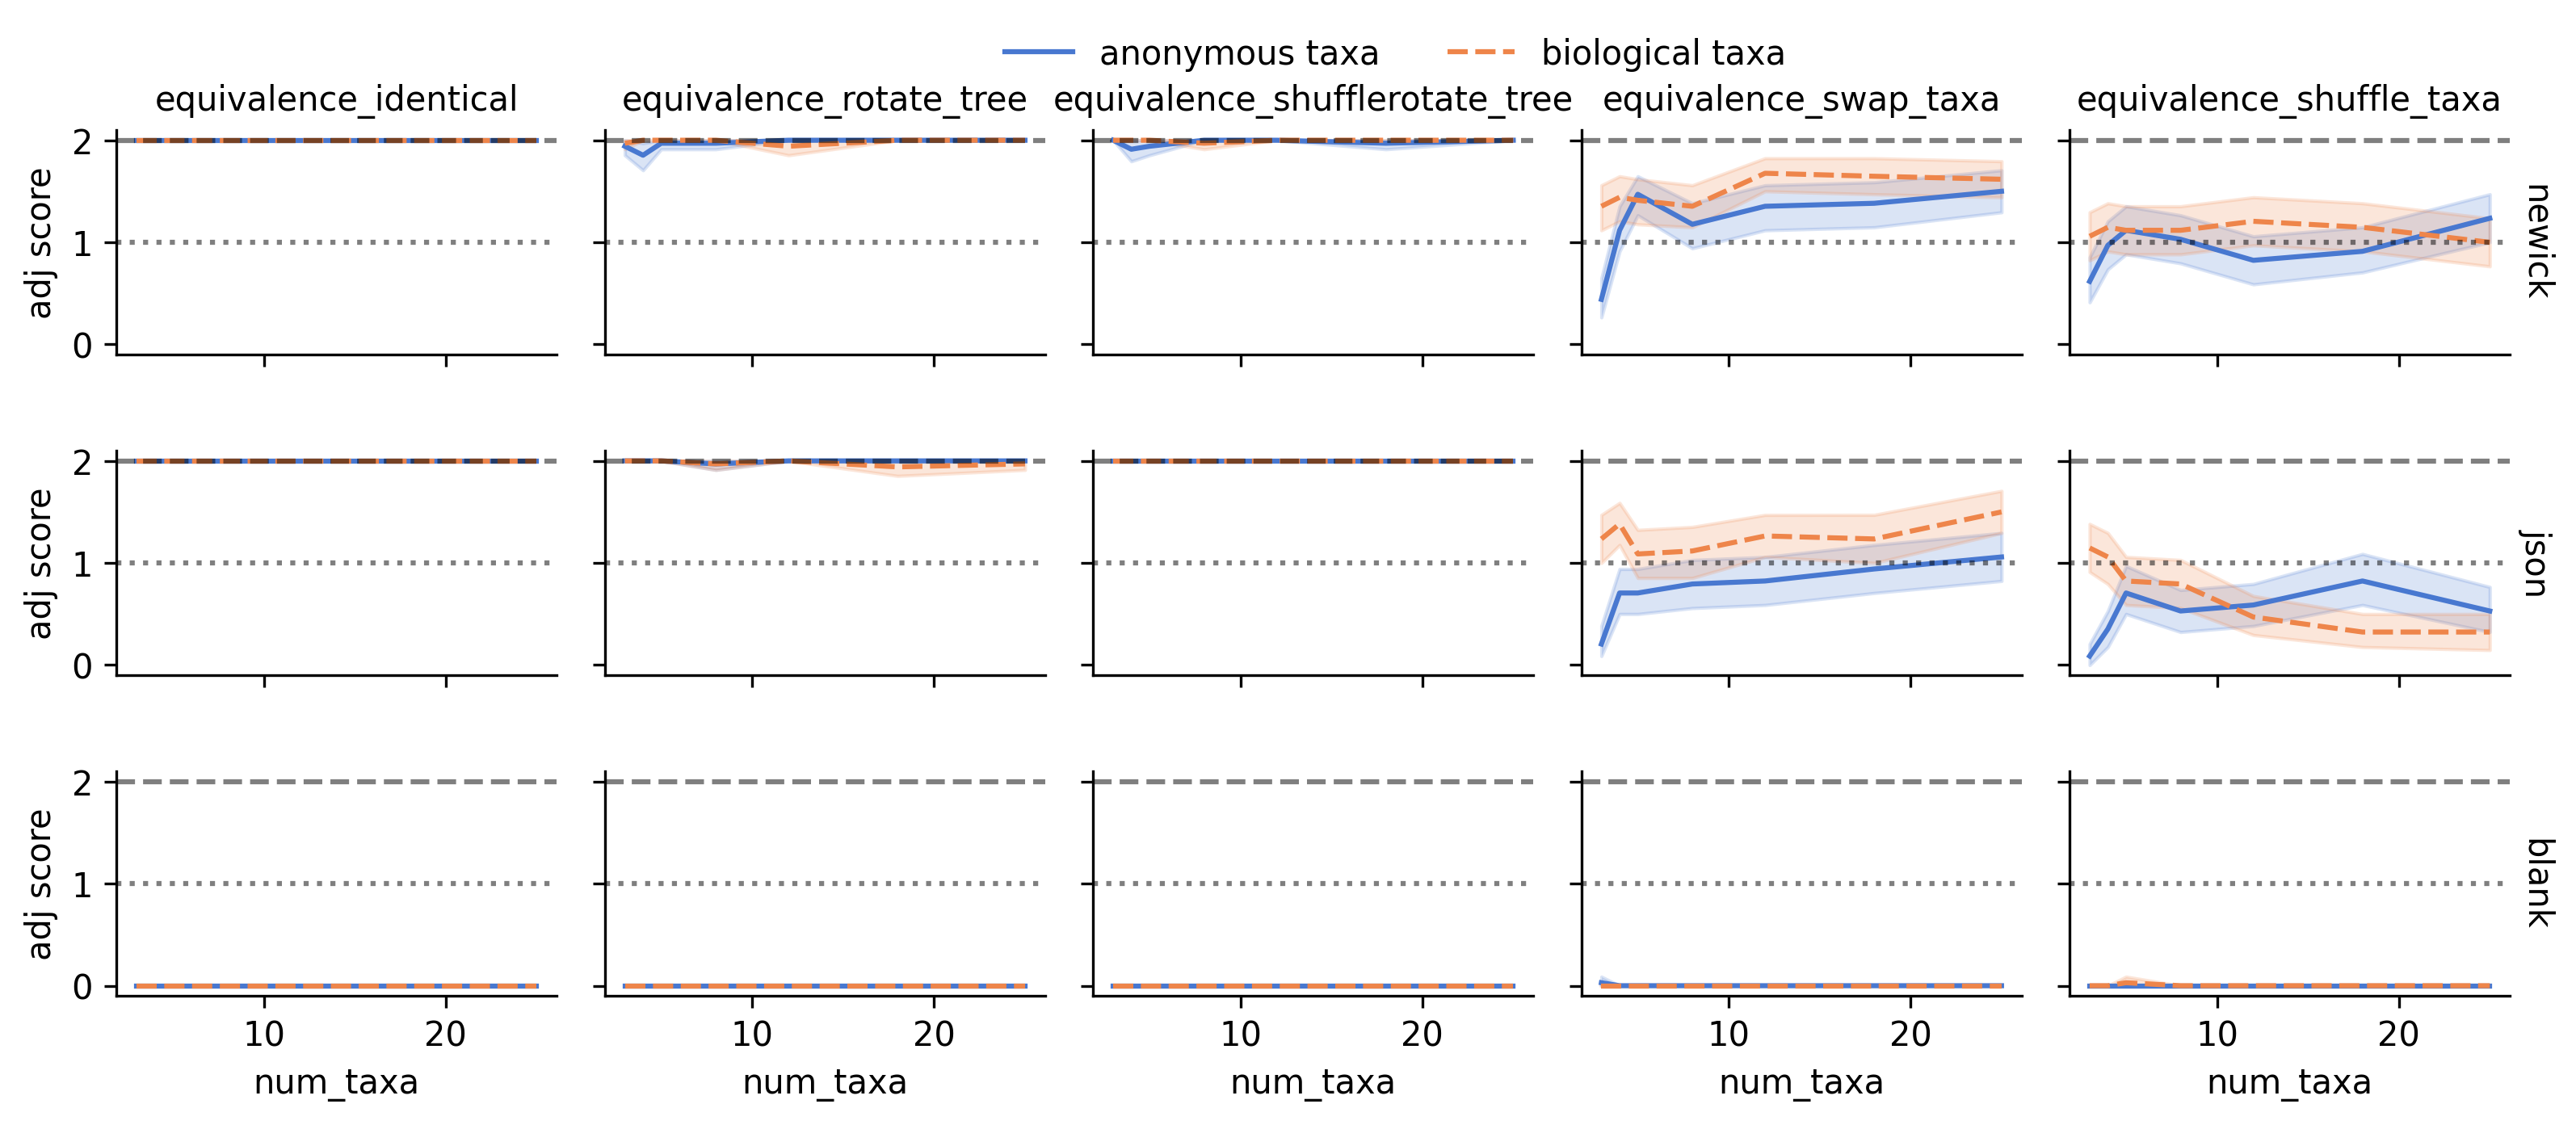 anonymous taxa biological taxa
equivalence_identical equivalence_rotate_tree equivalence_shufflerotate_tree equivalence_swap_taxa equivalence_shuffle_taxa
2
1
0
adj score
newick
2
1
0
adj score
json
2
1
0
adj score
blank
10 20 10 20 10 20 10 20 10 20
num_taxa num_taxa num_taxa num_taxa num_taxa